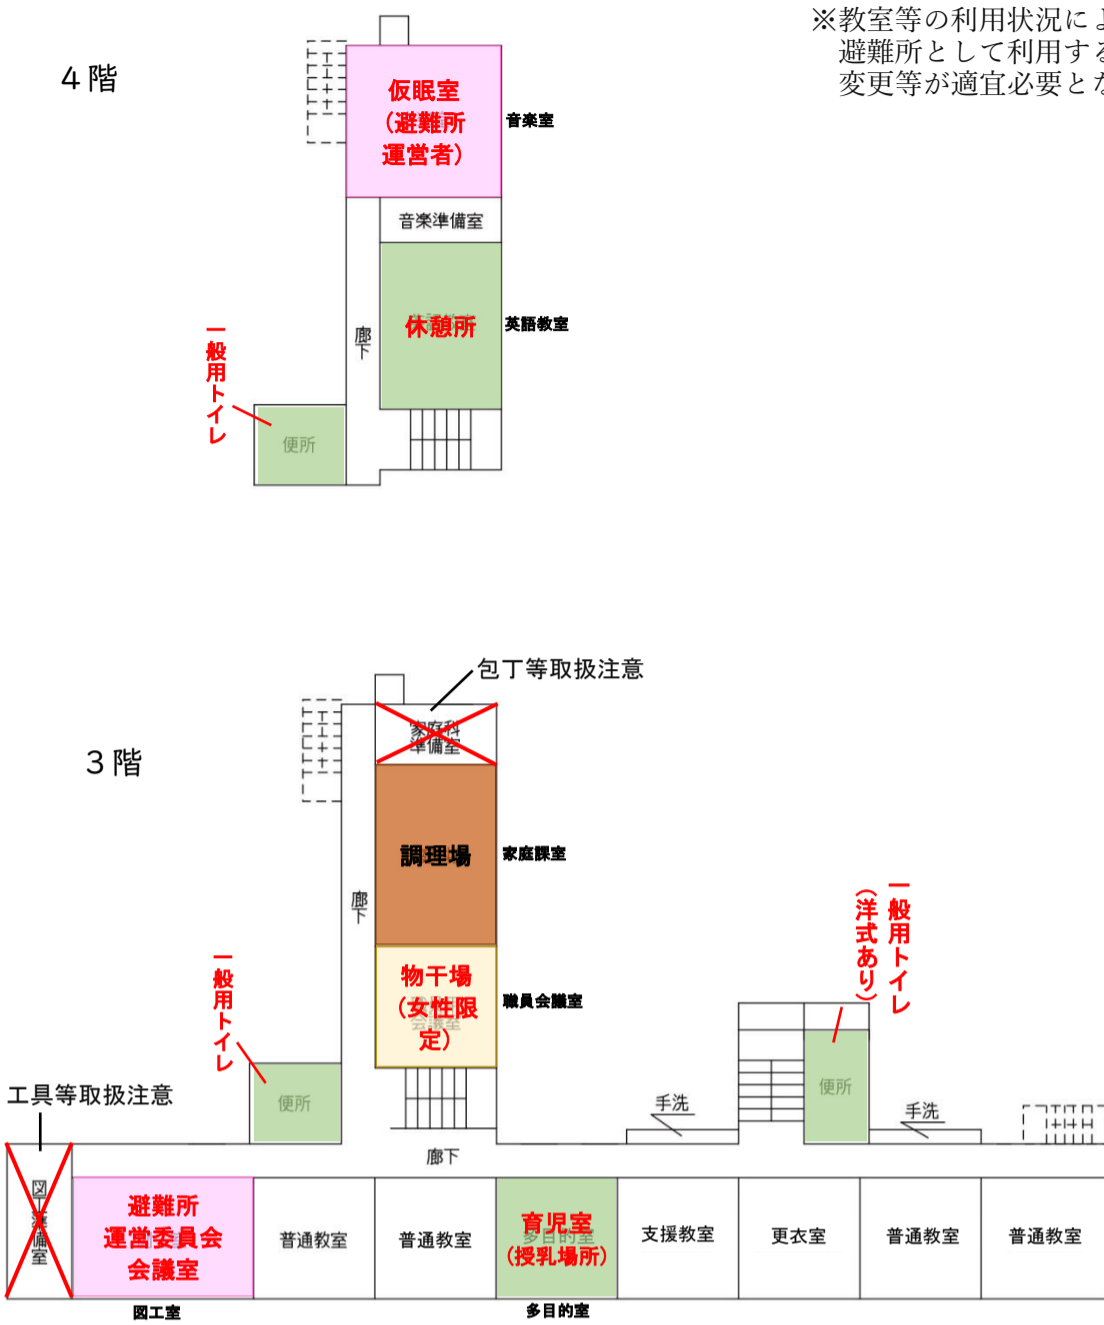 ※教室等の利用状況によ
避難所として利用する
変更等が適宜必要とな
4階
仮眠室
(避難所
運営者)
音楽室
音楽準備室
休憩所
英語教室
廊下
一般用トイレ
便所
包丁等取扱注意
家庭科
準備室
3階
調理場
家庭課室
廊下
物干場
(女性限
定)
会議室
職員会議室
一般用トイレ
(洋式あり)
一般用トイレ
便所
便所
工具等取扱注意
手洗
手洗
廊下
図工準備室
避難所
運営委員会
会議室
図工室
普通教室
普通教室
育児室
多目的室
(授乳場所)
多目的室
支援教室
更衣室
普通教室
普通教室